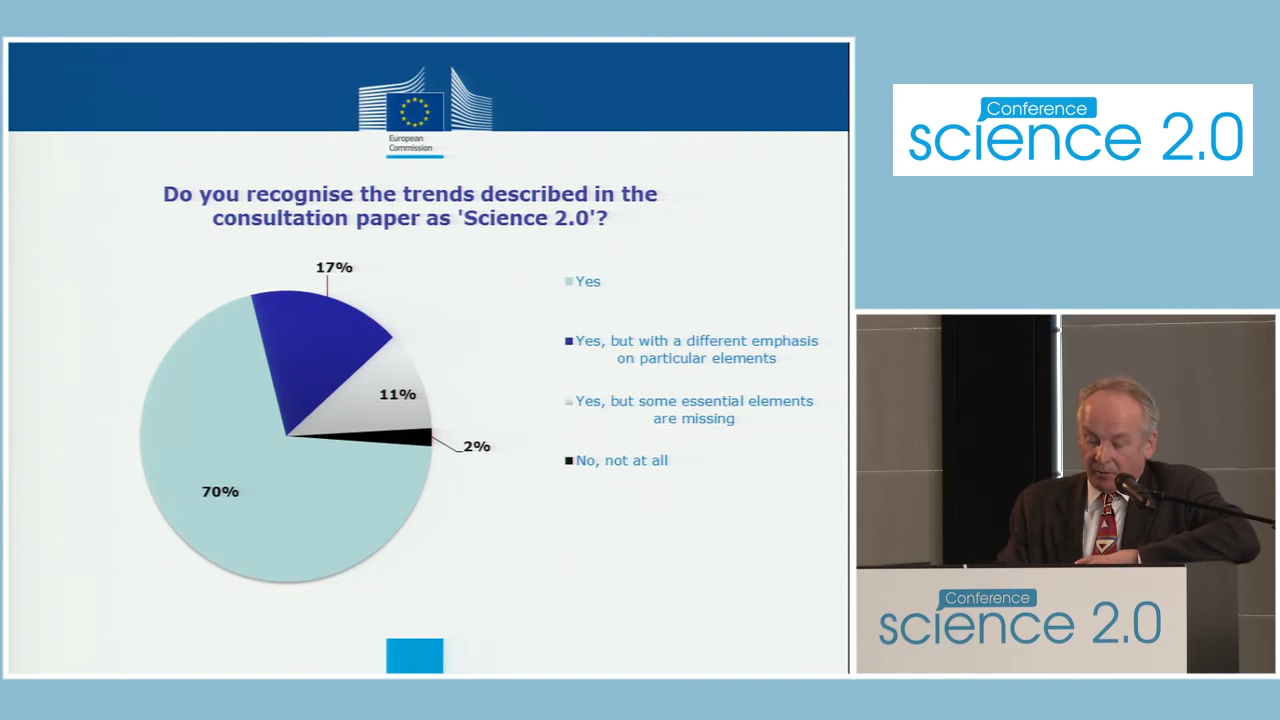 European
Commission
Do you recognise the trends described in the
consultation paper as 'Science 2.0'?
17%
11%
2%
70%
Yes
Yes, but with a different emphasis
on particular elements
Yes, but some essential elements
are missing
No, not at all
Conference
science 2.0
Conference
science 2.0